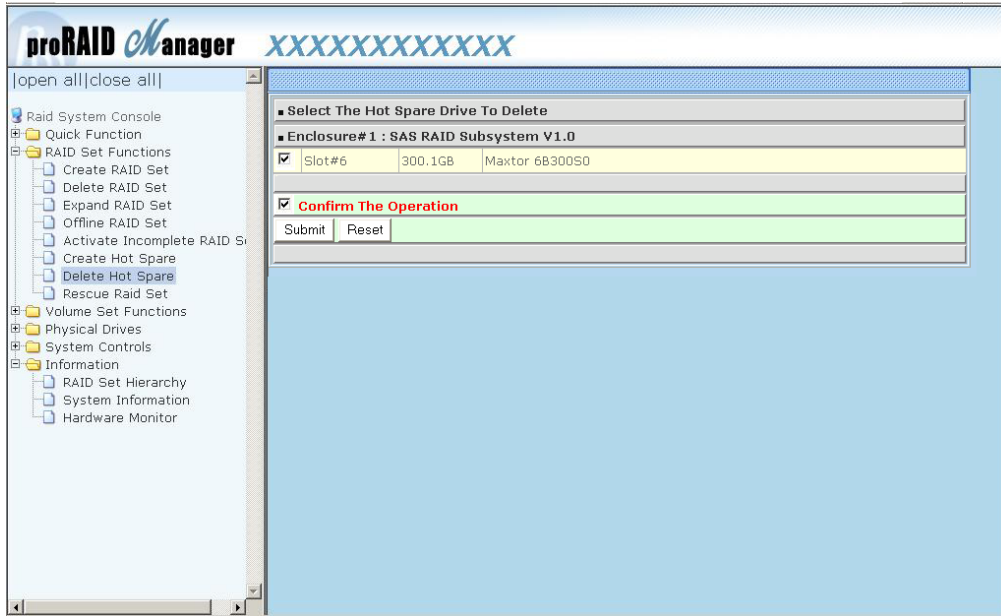 proRAID Manager XXXXXXXXXXXX
|open all|close all|
Raid System Console
Quick Function
RAID Set Functions
Create RAID Set
Delete RAID Set
Expand RAID Set
Offline RAID Set
Activate Incomplete RAID S
Create Hot Spare
Delete Hot Spare
Rescue Raid Set
Volume Set Functions
Physical Drives
System Controls
Information
RAID Set Hierarchy
System Information
Hardware Monitor
Select The Hot Spare Drive To Delete
Enclosure#1 : SAS RAID Subsystem V1.0
Slot#6 300.1GB Maxtor 6B300S0
Confirm The Operation
Submit Reset